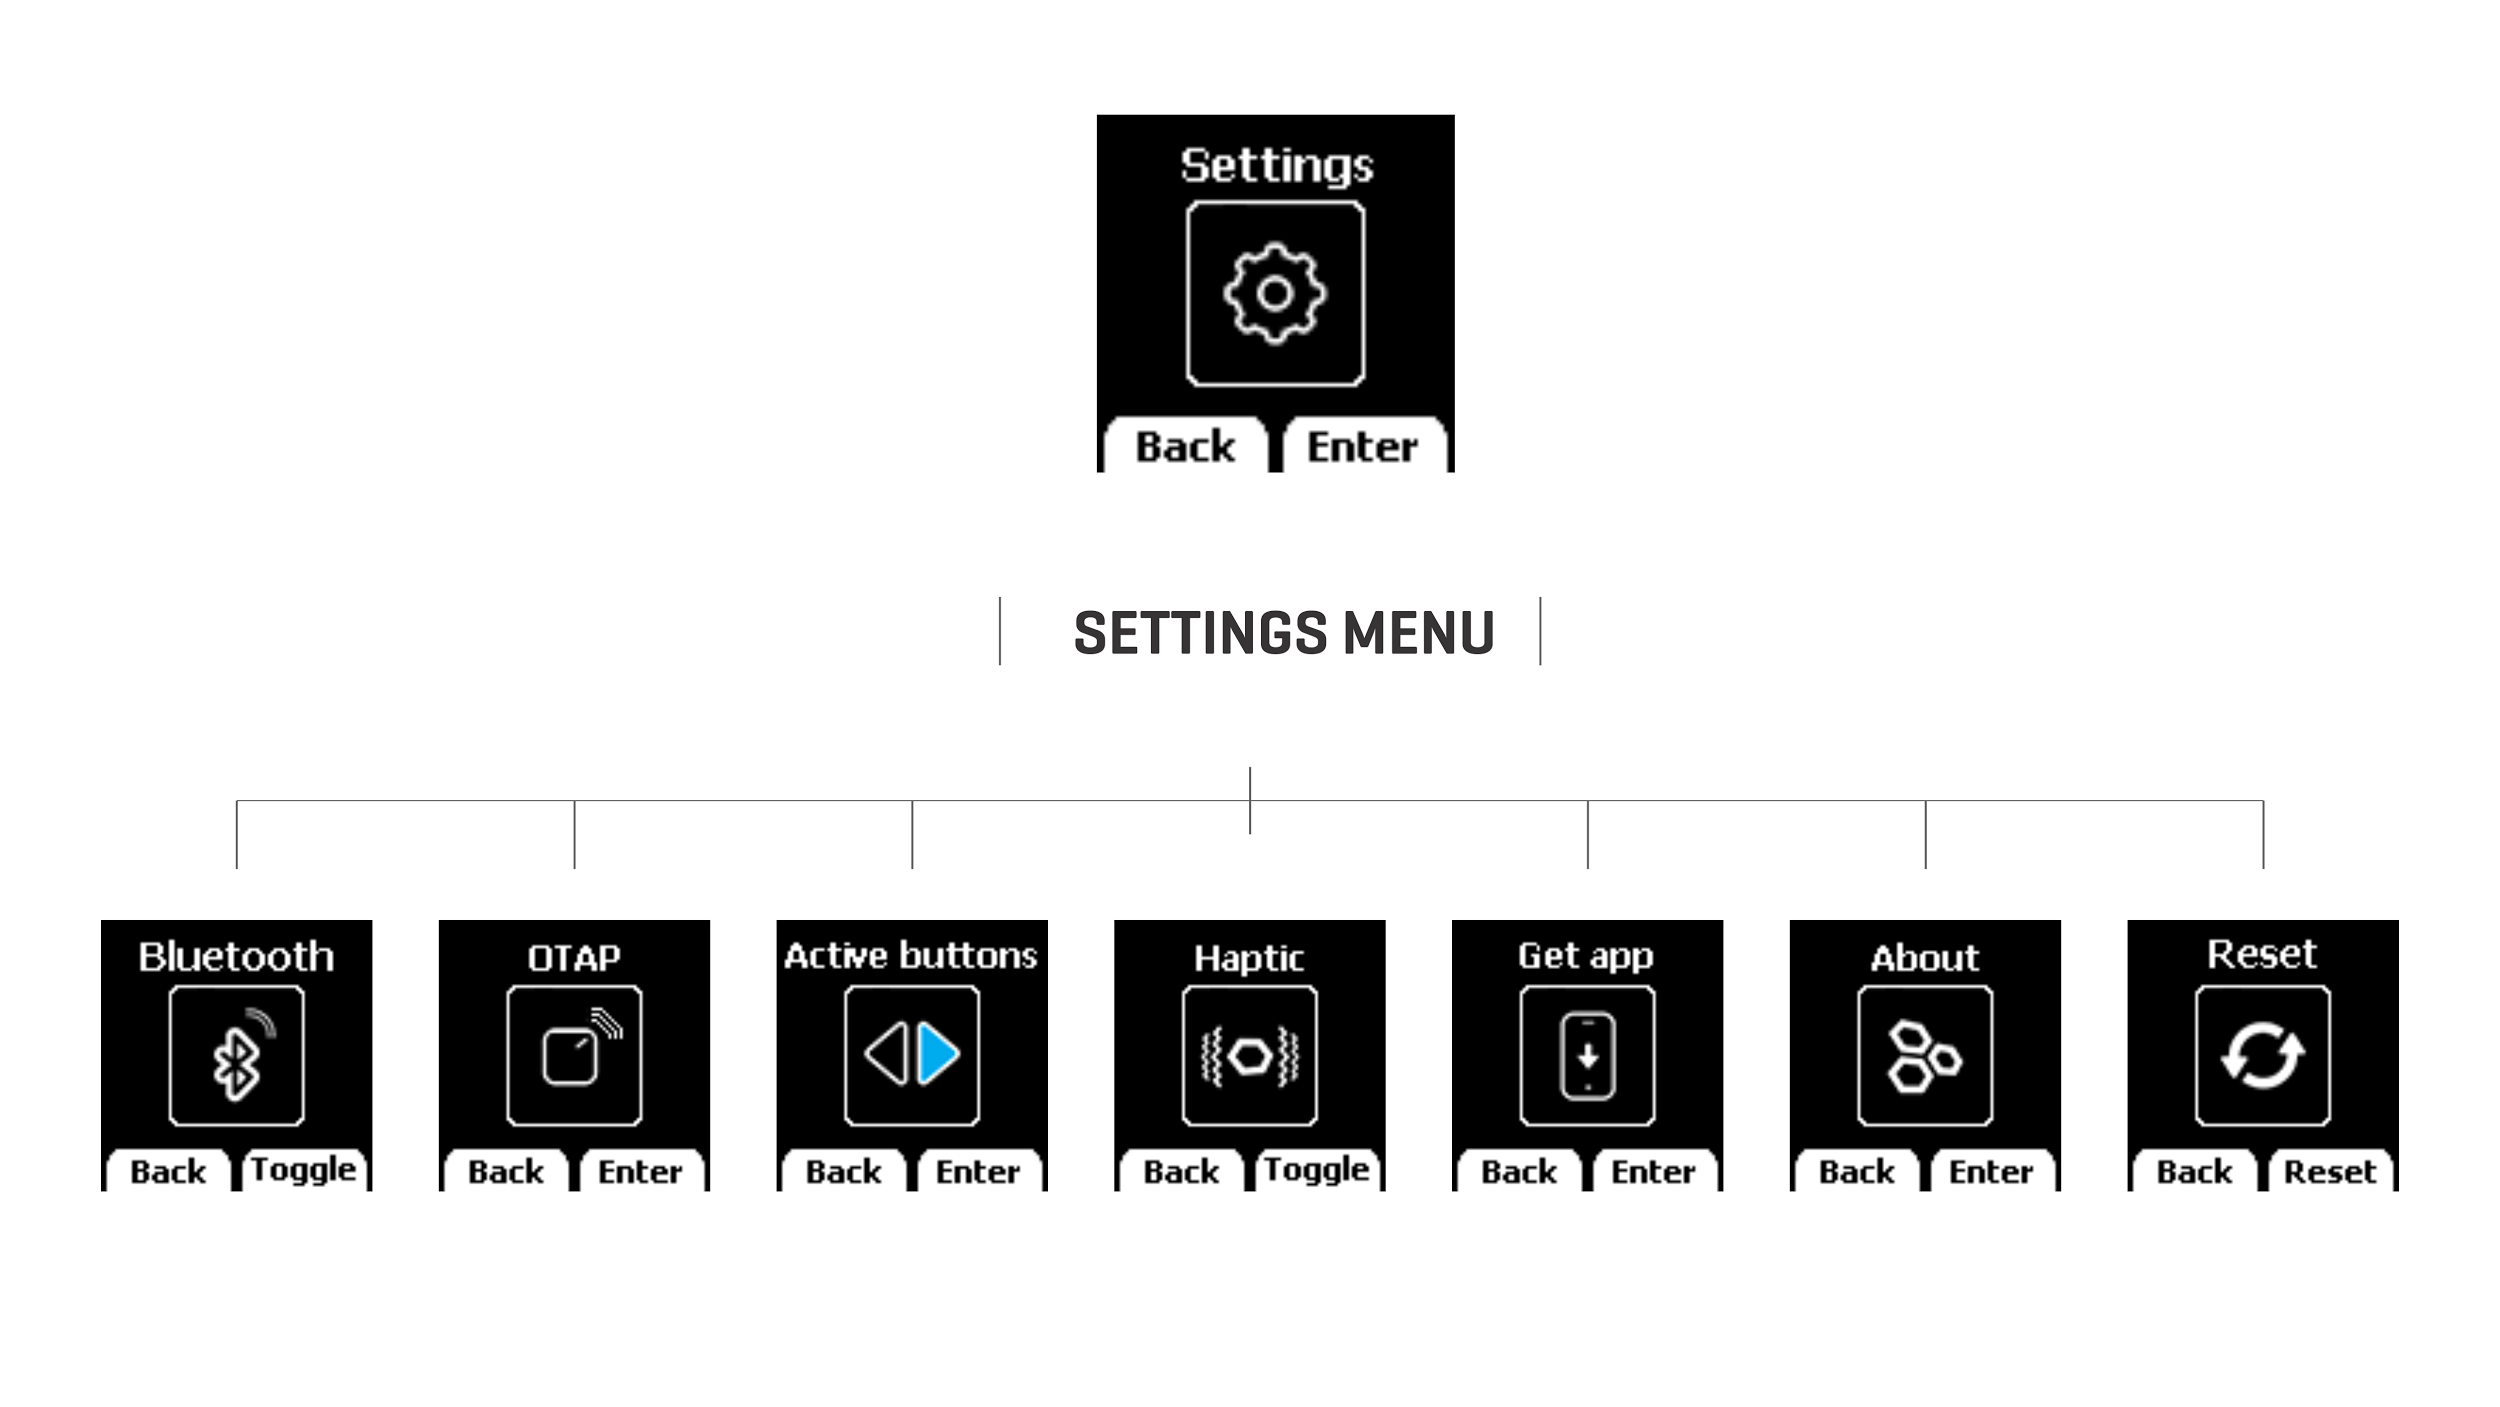 Settings
Back Enter
SETTINGS MENU
Bluetooth
Back Toggle
OTAP
Back Enter
Active buttons
Back Enter
Haptic
Back Toggle
Get app
Back Enter
About
Back Enter
Reset
Back Reset